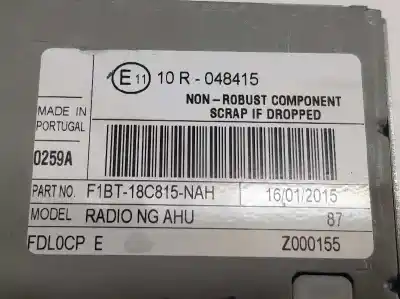 E 11 10 R - 048415
NON-ROBUST COMPONENT
SCRAP IF DROPPED
MADE IN
PORTUGAL
0259A
PART NO. F1BT-18C815-NAH 16/01/2015
MODEL RADIO NG AHU 87
FDL0CP E Z000155